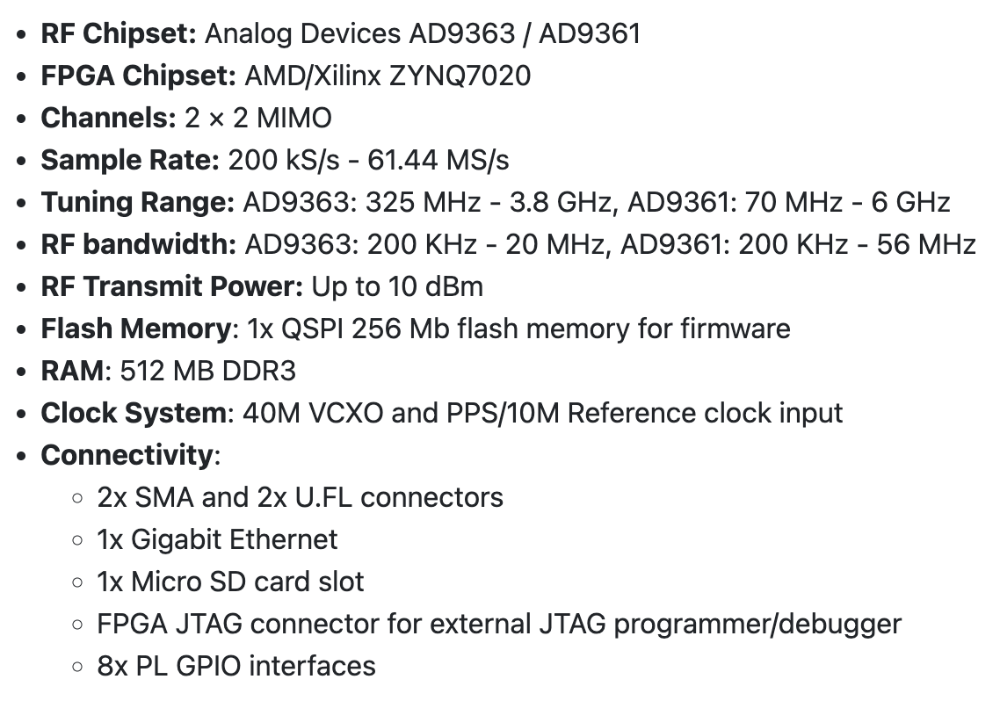 • RF Chipset: Analog Devices AD9363 / AD9361
• FPGA Chipset: AMD/Xilinx ZYNQ7020
• Channels: 2 × 2 MIMO
• Sample Rate: 200 kS/s - 61.44 MS/s
• Tuning Range: AD9363: 325 MHz - 3.8 GHz, AD9361: 70 MHz - 6 GHz
• RF bandwidth: AD9363: 200 KHz - 20 MHz, AD9361: 200 KHz - 56 MHz
• RF Transmit Power: Up to 10 dBm
• Flash Memory: 1x QSPI 256 Mb flash memory for firmware
• RAM: 512 MB DDR3
• Clock System: 40M VCXO and PPS/10M Reference clock input
• Connectivity:
◦ 2x SMA and 2x U.FL connectors
◦ 1x Gigabit Ethernet
◦ 1x Micro SD card slot
◦ FPGA JTAG connector for external JTAG programmer/debugger
◦ 8x PL GPIO interfaces